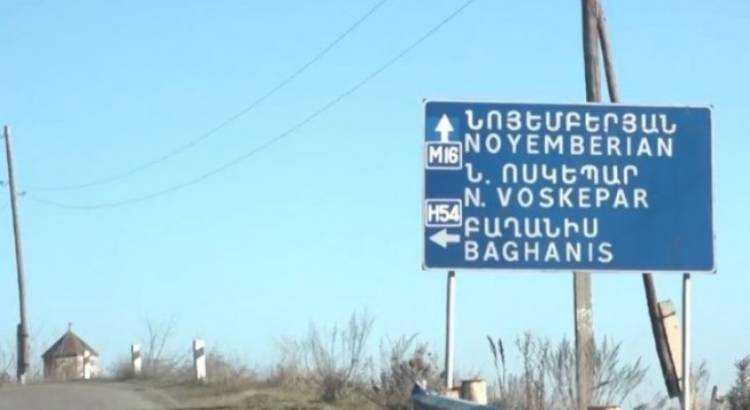 ՆՈՅԵՄԲԵՐՅԱՆ
M16 NOYEMBERIAN
Ն. ՈՍԿԵՊԱՐ
N. VOSKEPAR
H54 ԲԱՂԱՆԻՍ
BAGHANIS